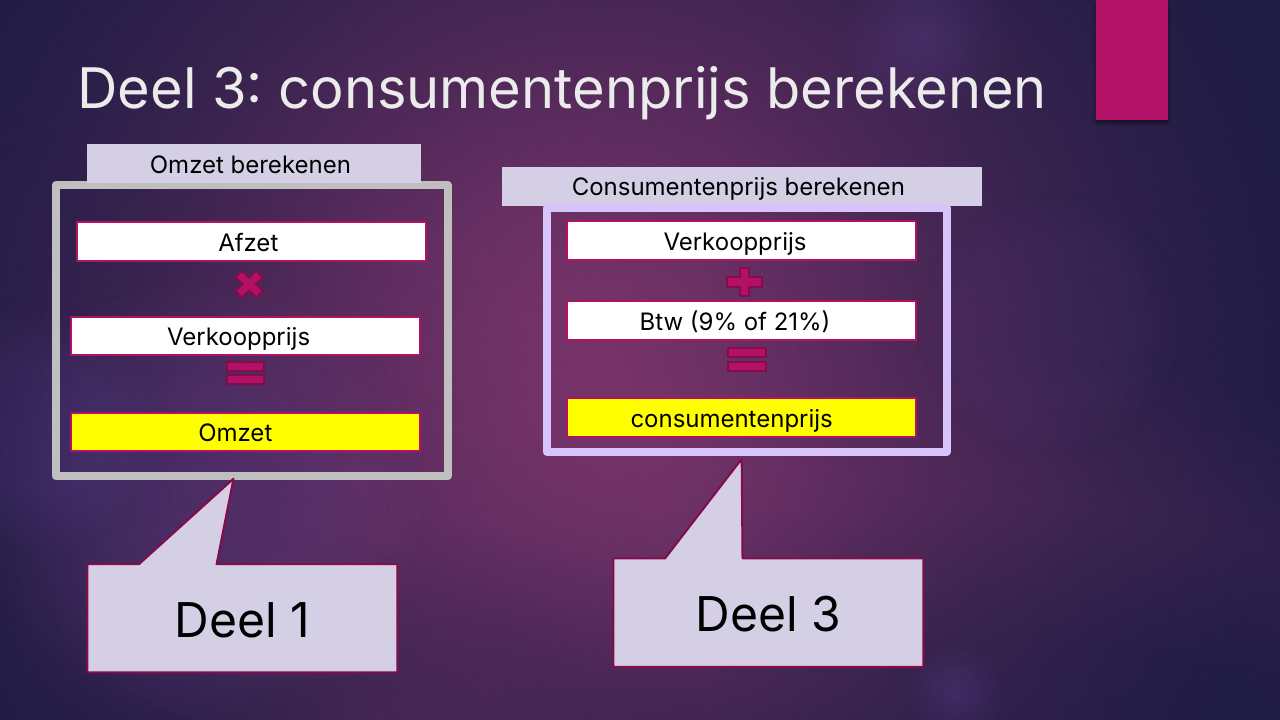 Deel 3: consumentenprijs berekenen
Omzet berekenen
Afzet
Verkoopprijs
Omzet
Deel 1
Consumentenprijs berekenen
Verkoopprijs
Btw (9% of 21%)
consumentenprijs
Deel 3